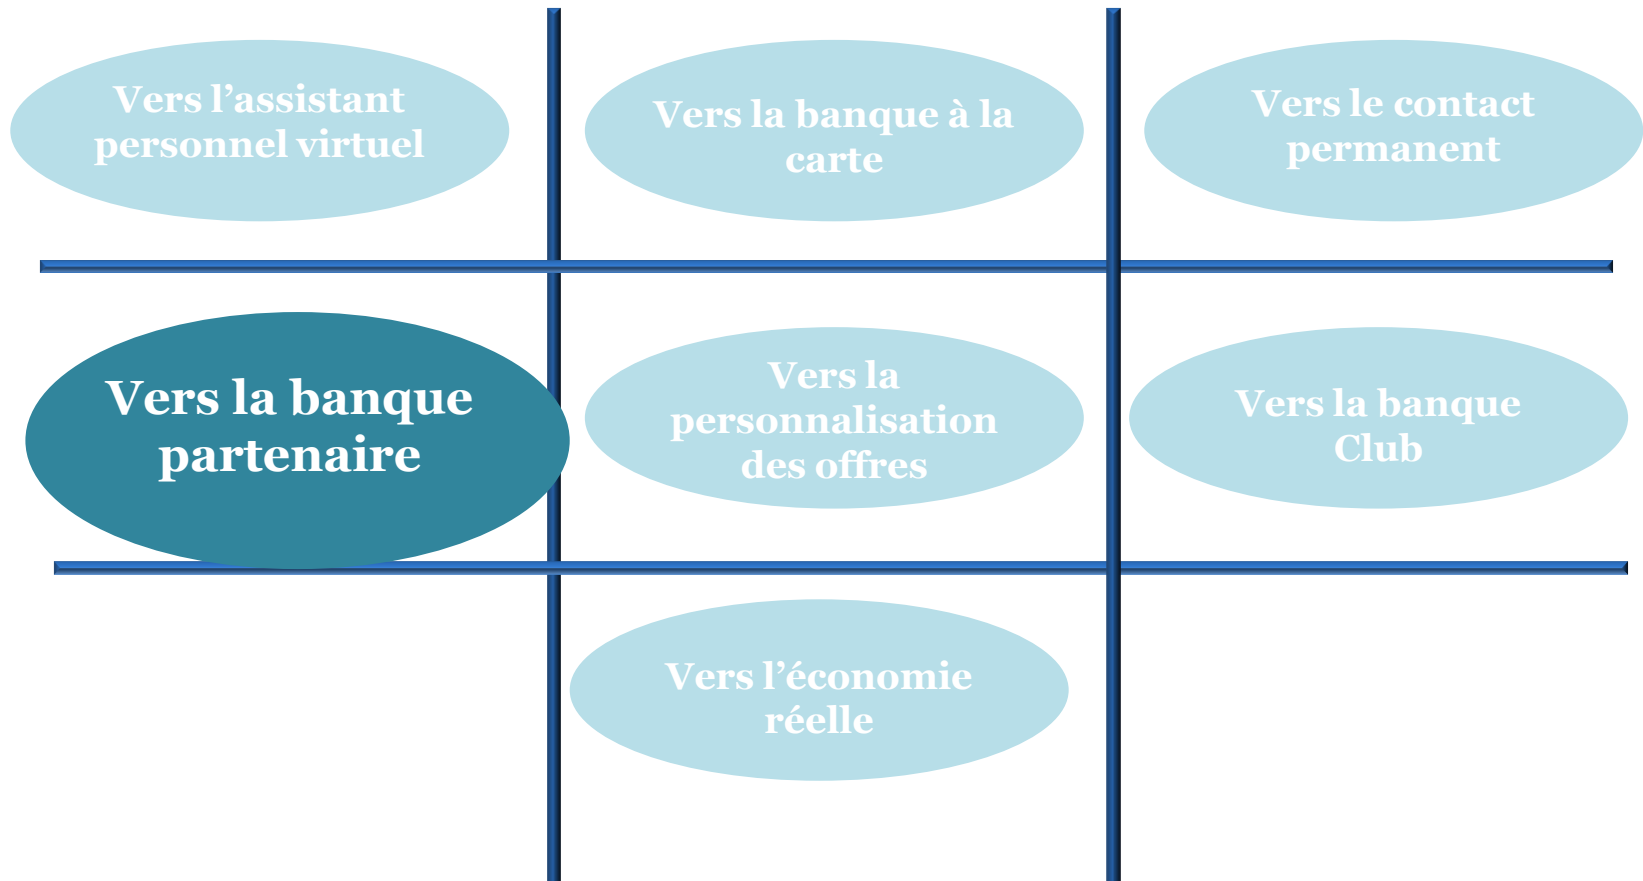 Vers l’assistant
personnel virtuel
Vers la banque à la
carte
Vers le contact
permanent
Vers la banque
partenaire
Vers la
personnalisation
des offres
Vers la banque
Club
Vers l’économie
réelle